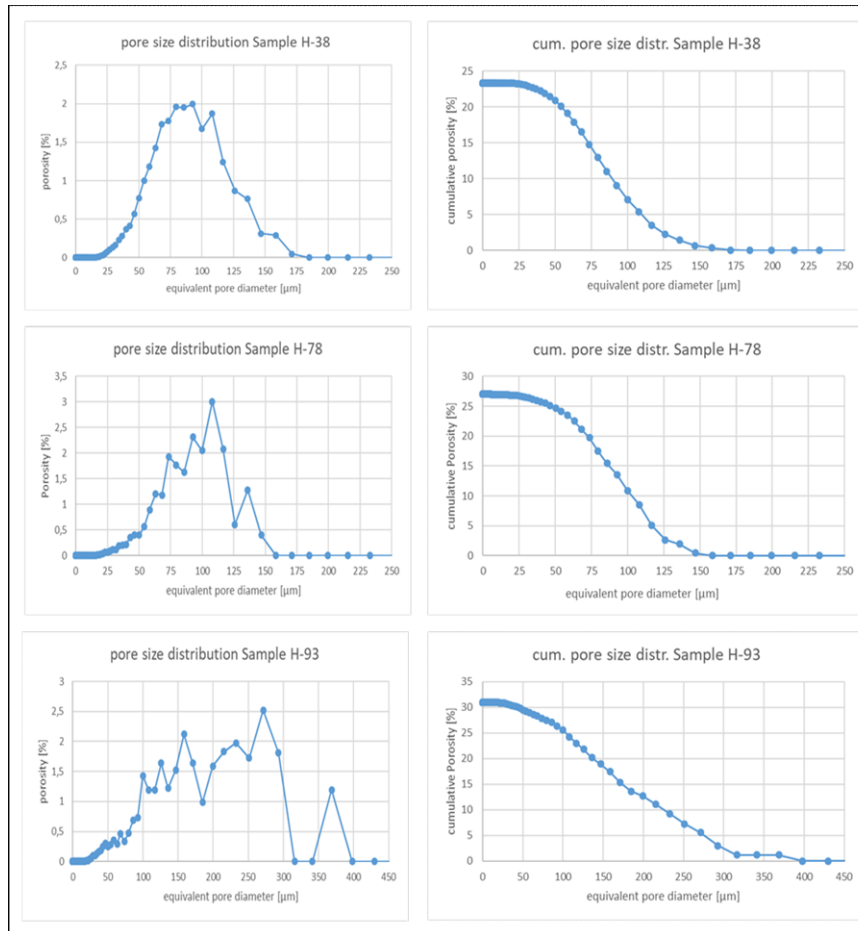 pore size distribution Sample H-38
2,5
2
1,5
1
0,5
0
porosity [%]
0 25 50 75 100 125 150 175 200 225 250
equivalent pore diameter [µm]
cum. pore size distr. Sample H-38
25
20
15
10
5
0
cumulative porosity [%]
0 25 50 75 100 125 150 175 200 225 250
equivalent pore diameter [µm]
pore size distribution Sample H-78
3,5
3
2,5
2
1,5
1
0,5
0
Porosity [%]
0 25 50 75 100 125 150 175 200 225 250
equivalent pore diameter [µm]
cum. pore size distr. Sample H-78
30
25
20
15
10
5
0
cumulative Porosity [%]
0 25 50 75 100 125 150 175 200 225 250
equivalent pore diameter [µm]
pore size distribution Sample H-93
3
2,5
2
1,5
1
0,5
0
porosity [%]
0 50 100 150 200 250 300 350 400 450
equivalent pore diameter [µm]
cum. pore size distr. Sample H-93
35
30
25
20
15
10
5
0
cumulative Porosity [%]
0 50 100 150 200 250 300 350 400 450
equivalent pore diameter [µm]